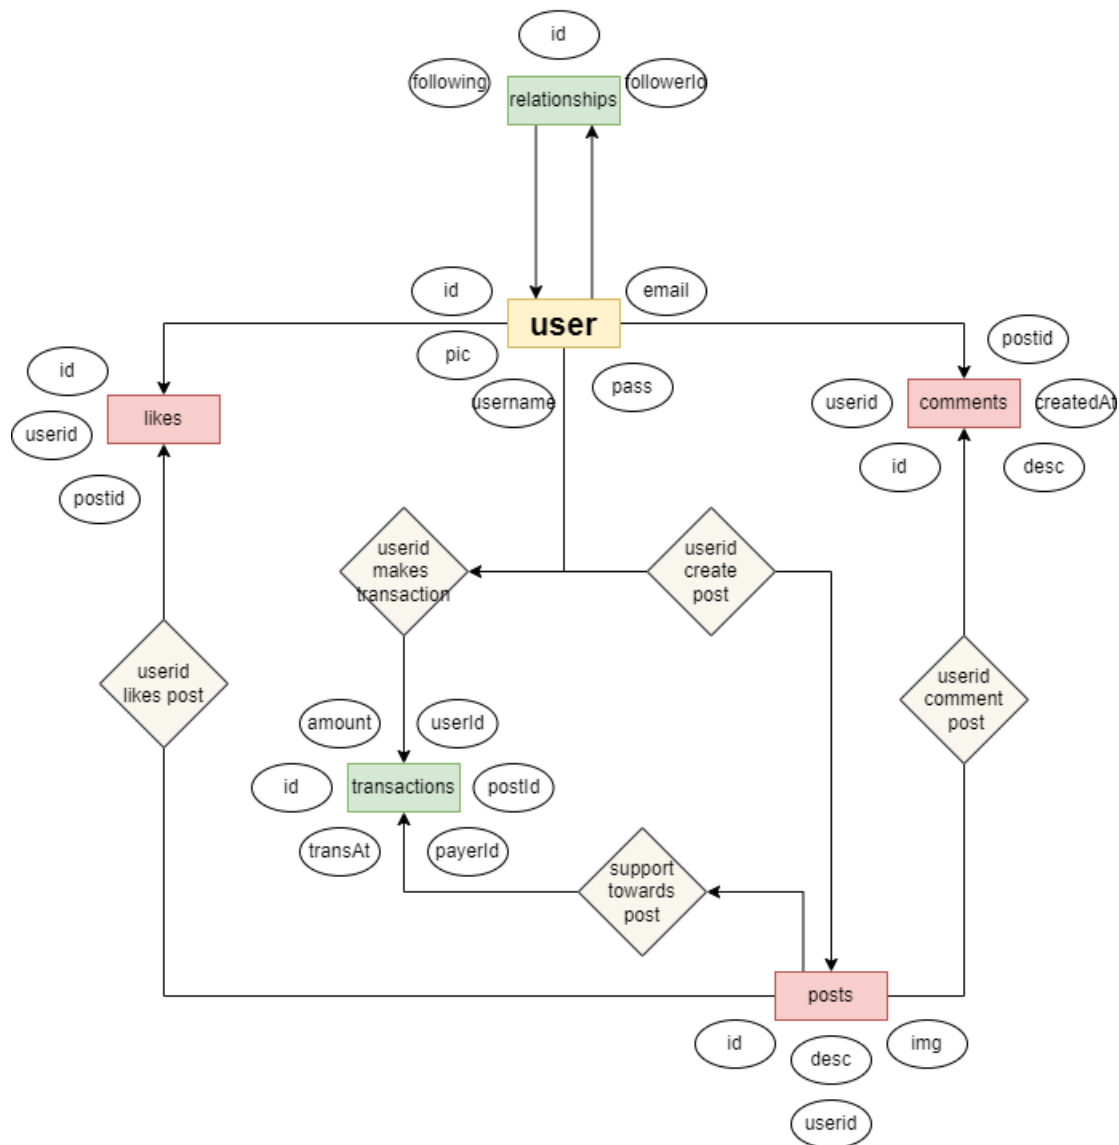 id
following
followerId
relationships
id
email
user
pic
username
pass
id
likes
userid
postid
postid
userid
comments
createdAt
id
desc
userid
makes
transaction
userid
create
post
userid
likes post
userid
comment
post
amount
userId
id
transactions
postId
transAt
payerId
support
towards
post
posts
id
desc
img
userid